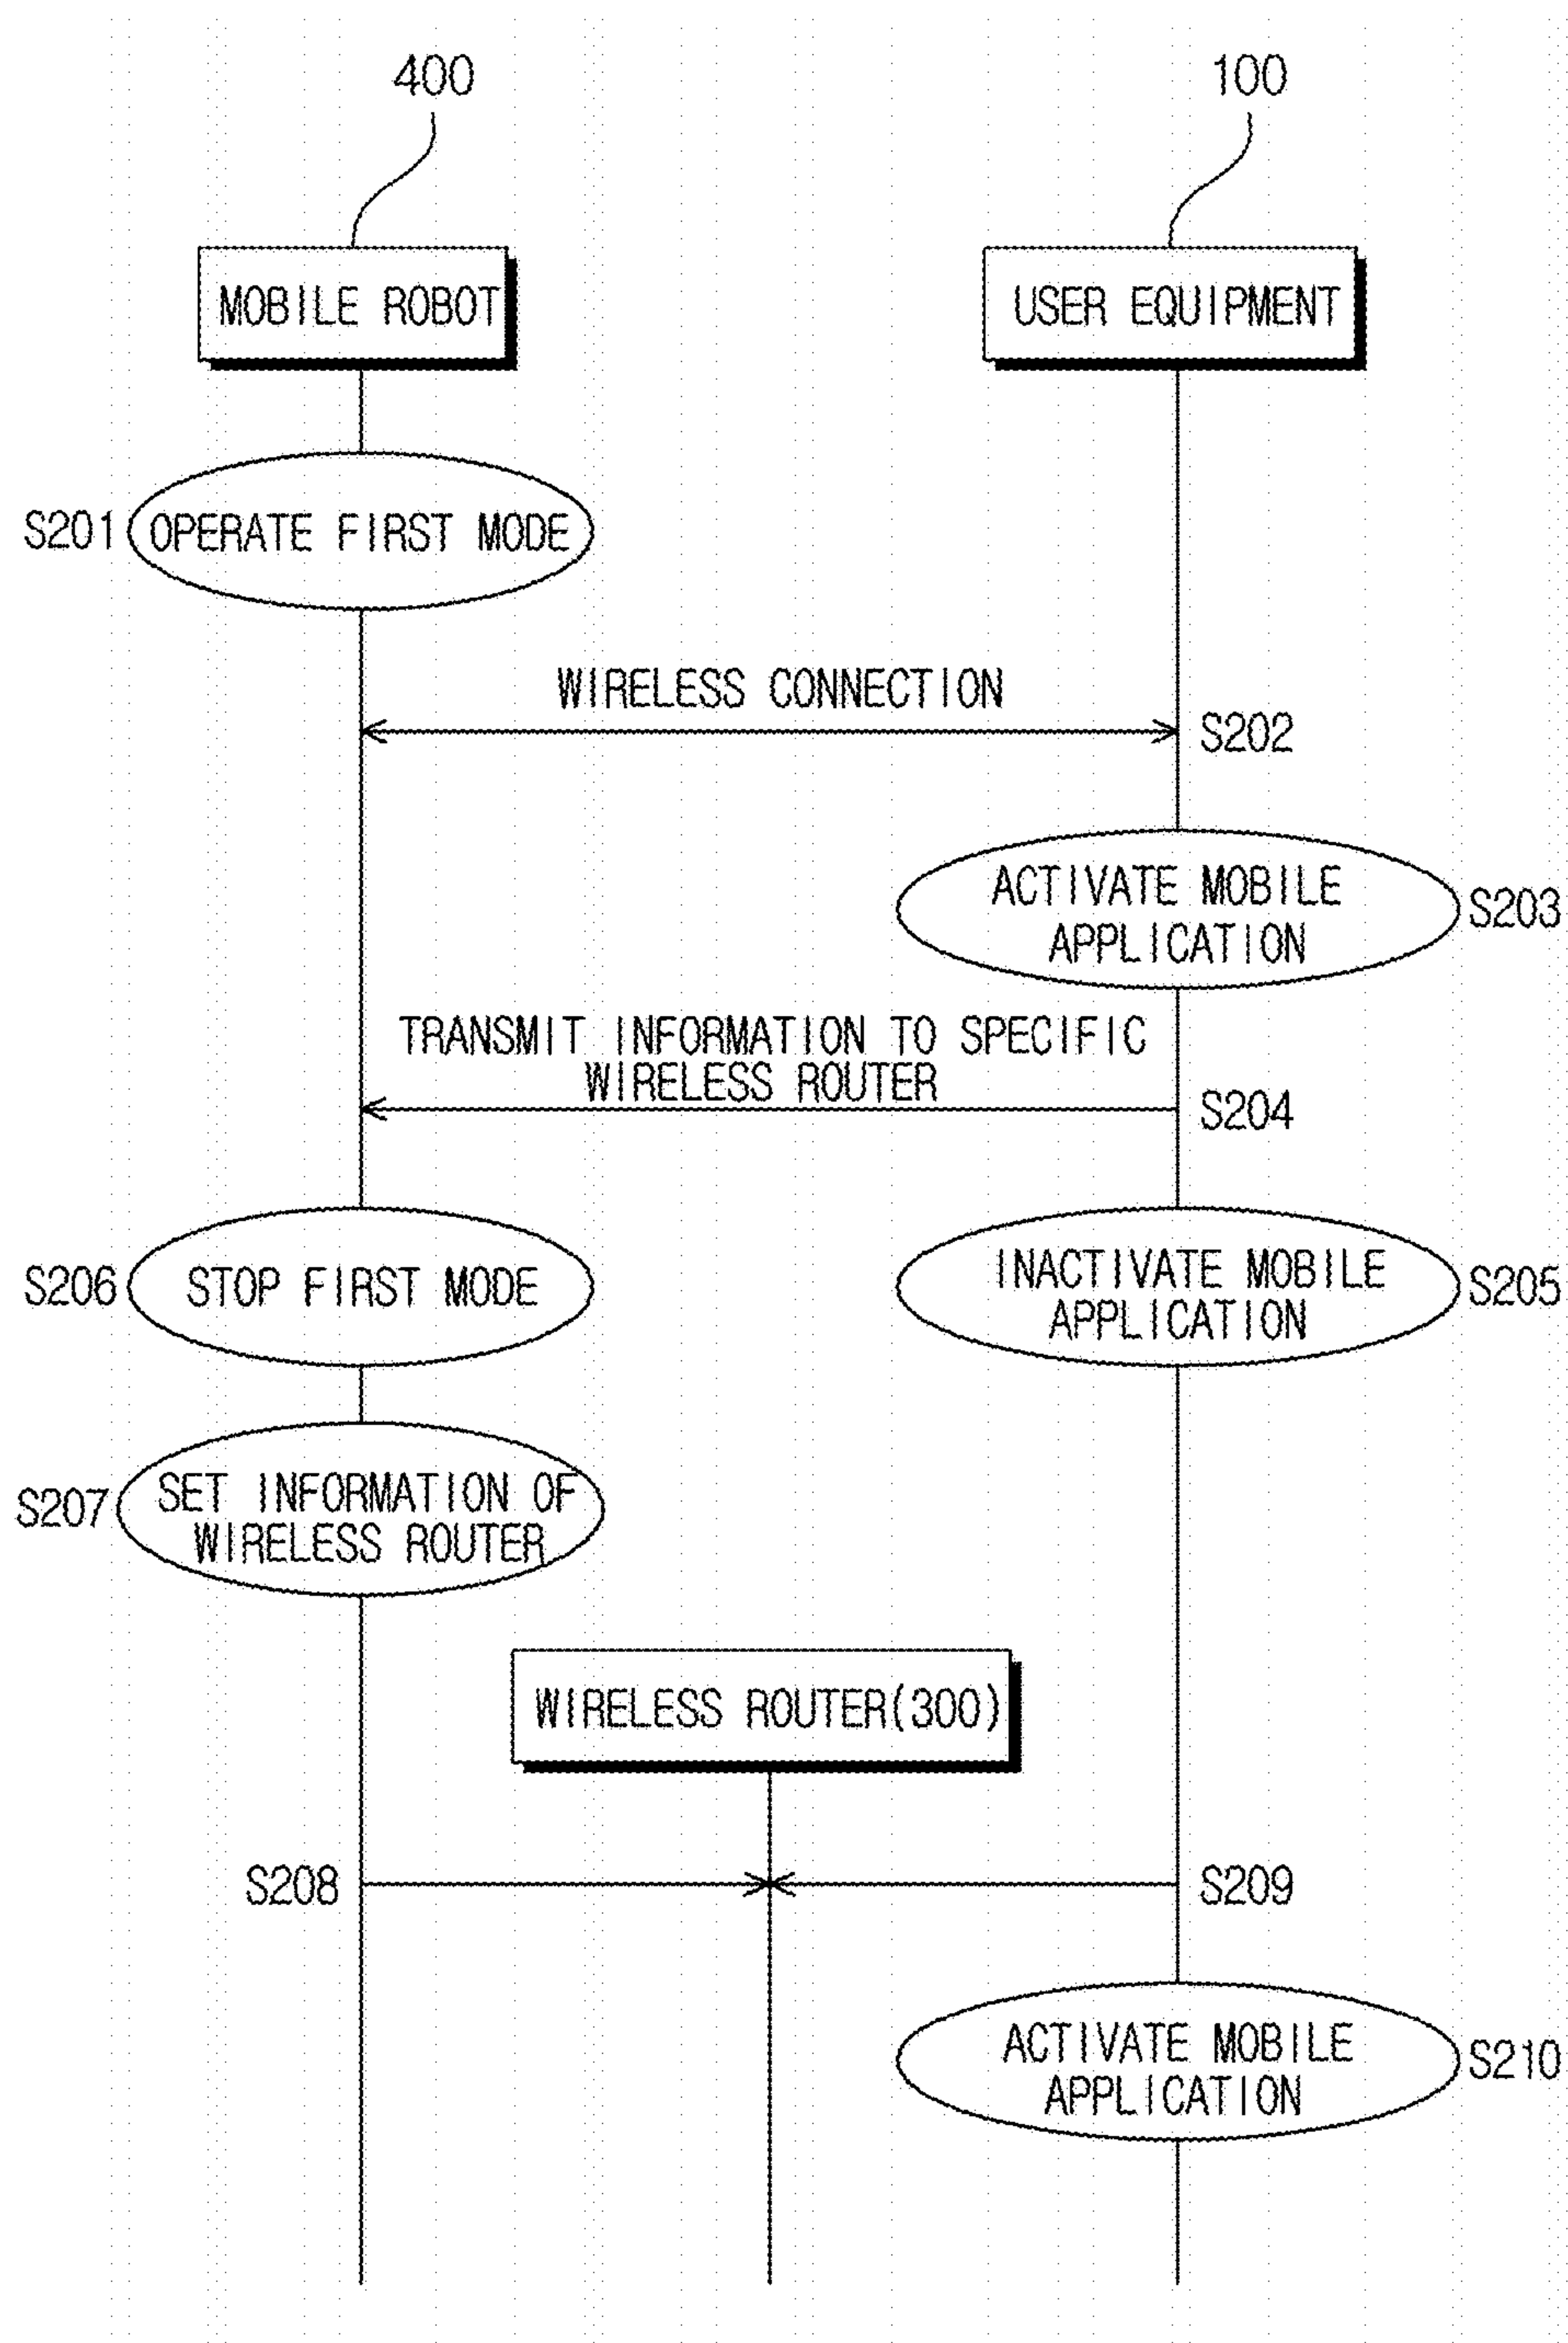 400
100
MOBILE ROBOT
USER EQUIPMENT
S201
OPERATE FIRST MODE
WIRELESS CONNECTION
S202
ACTIVATE MOBILE
APPLICATION
S203
TRANSMIT INFORMATION TO SPECIFIC
WIRELESS ROUTER
S204
S206
STOP FIRST MODE
INACTIVATE MOBILE
APPLICATION
S205
S207
SET INFORMATION OF
WIRELESS ROUTER
WIRELESS ROUTER(300)
S208
S209
ACTIVATE MOBILE
APPLICATION
S210